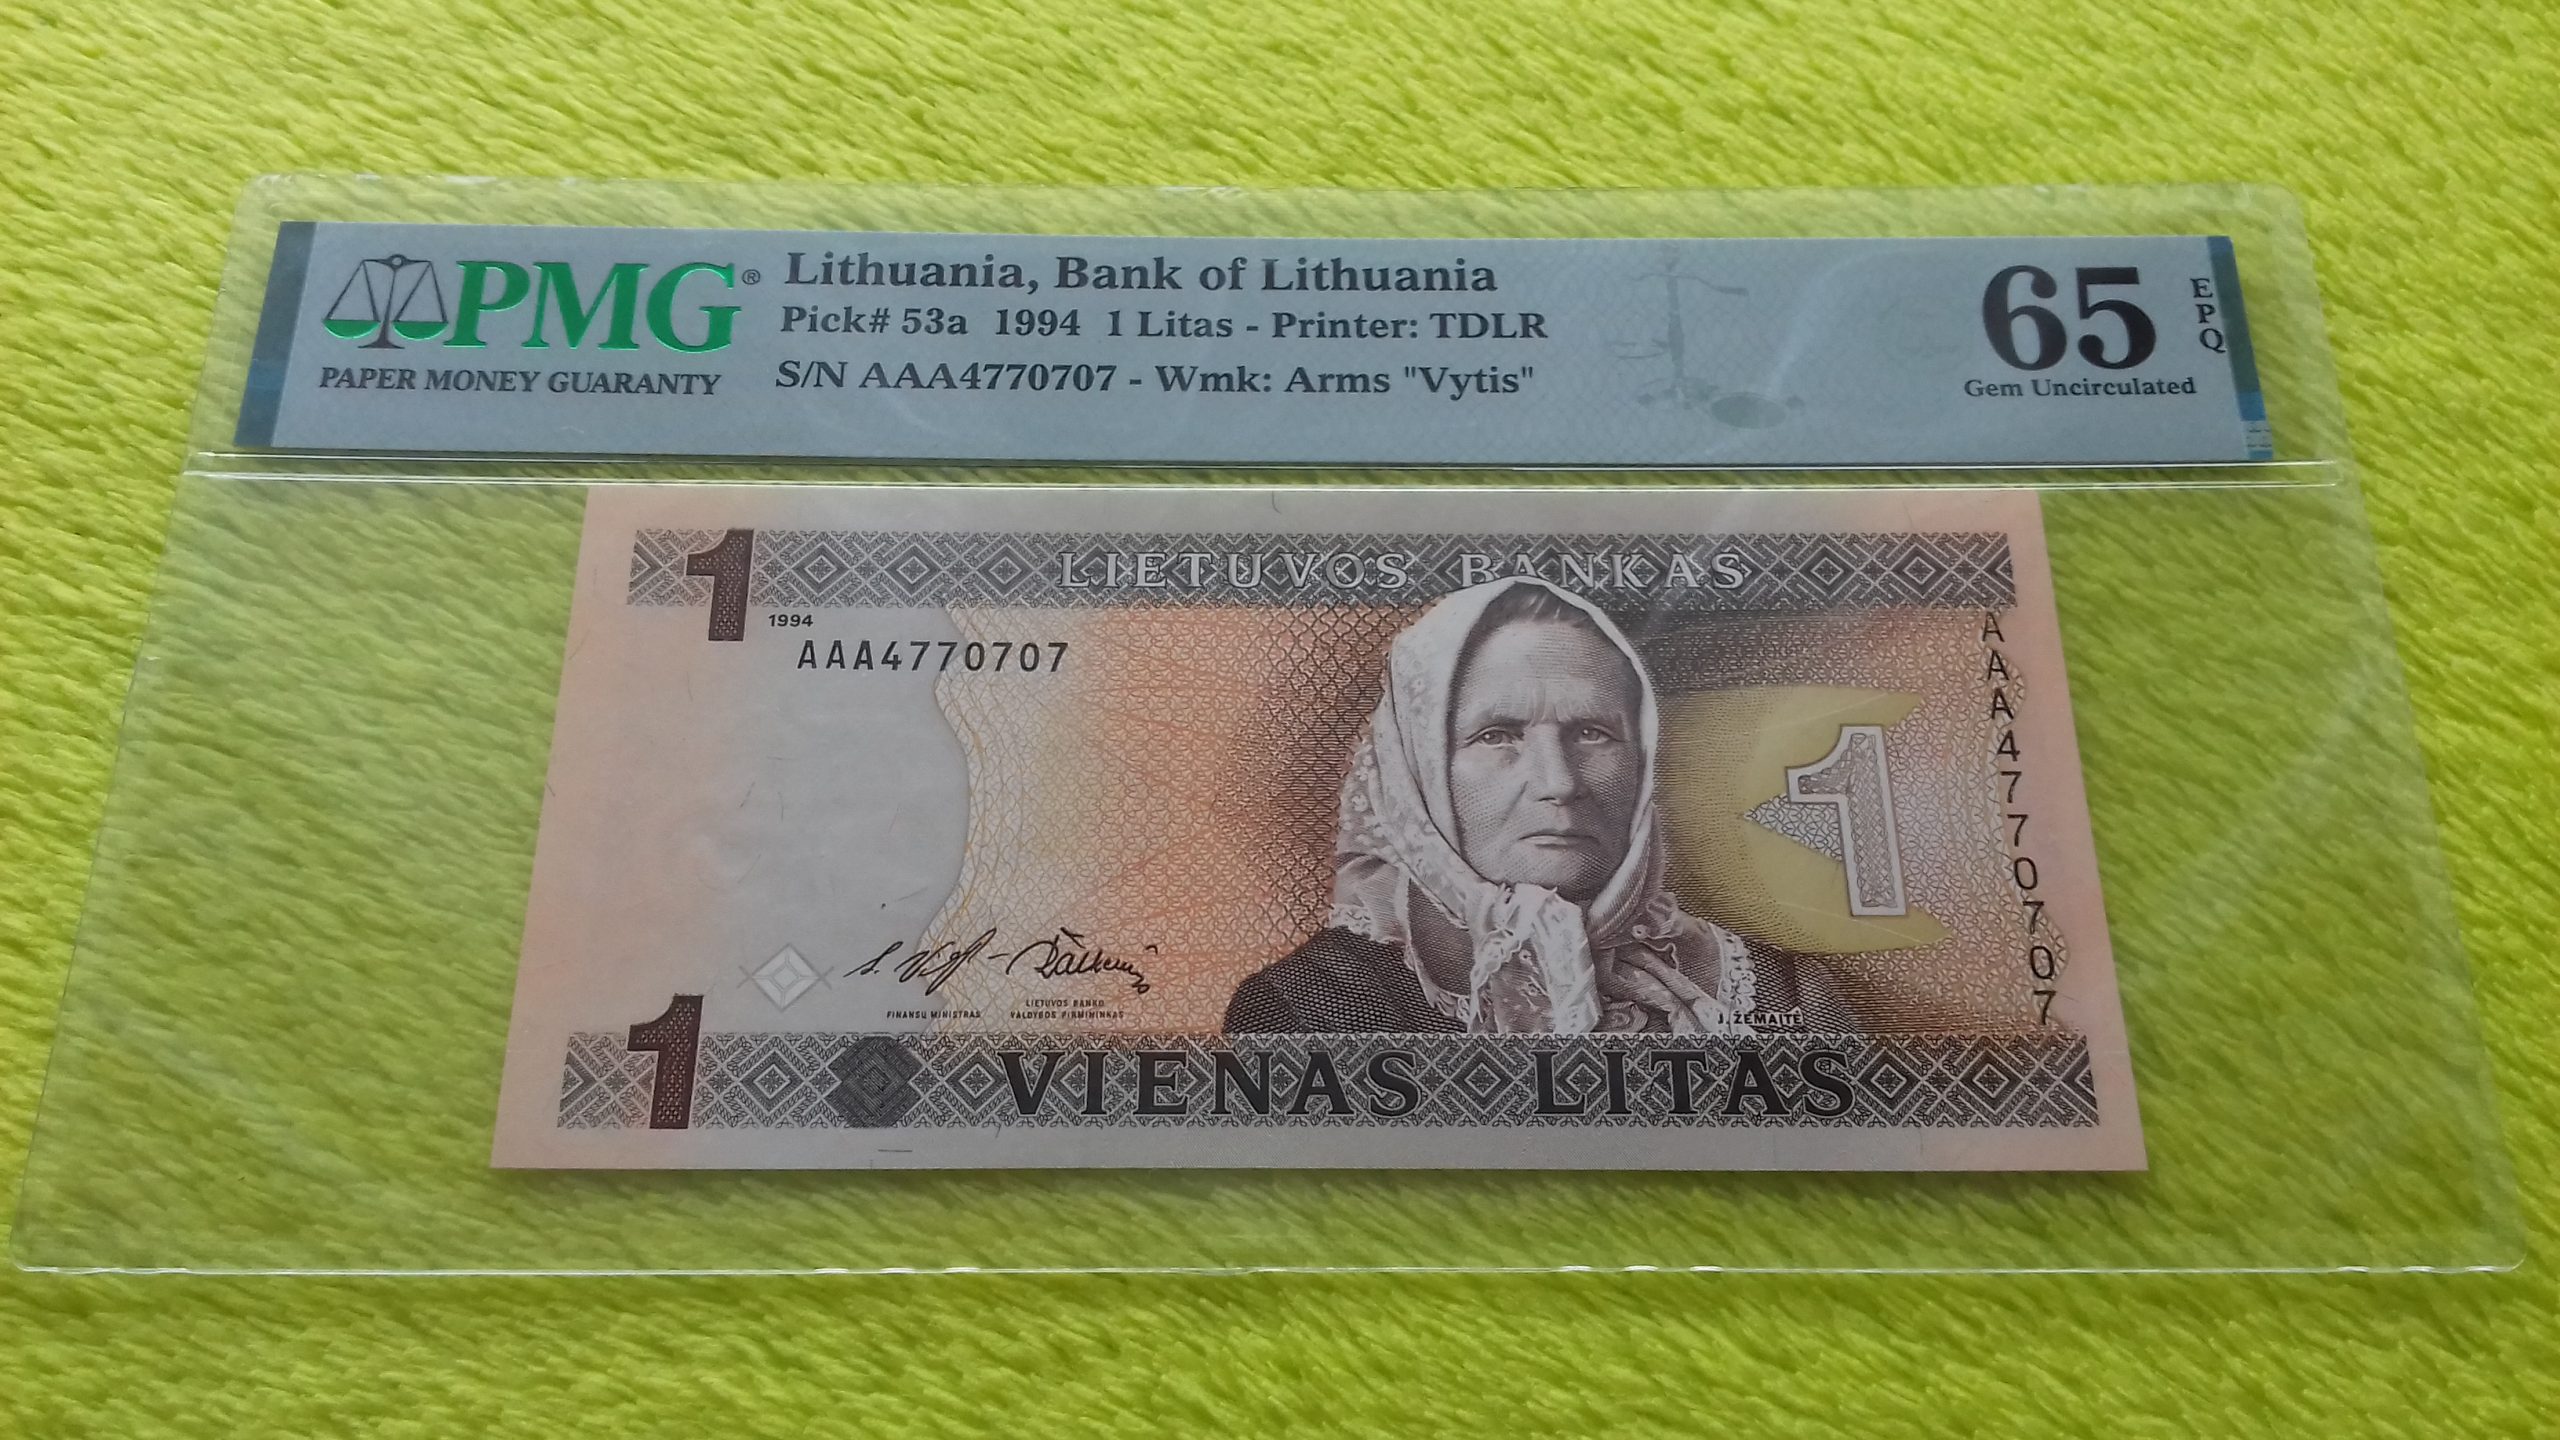 PMG®
PAPER MONEY GUARANTY
Lithuania, Bank of Lithuania
Pick# 53a 1994 1 Litas - Printer: TDLR
S/N AAA4770707 - Wmk: Arms "Vytis"
65
EPQ
Gem Uncirculated
1
LIETUVOS BANKAS
1994
AAA4770707
AAA4770707
1
LIETUVOS BANKO
FINANSŲ MINISTRAS VALDYBOS PIRMININKAS
J. ŽEMAITĖ
1
VIENAS LITAS